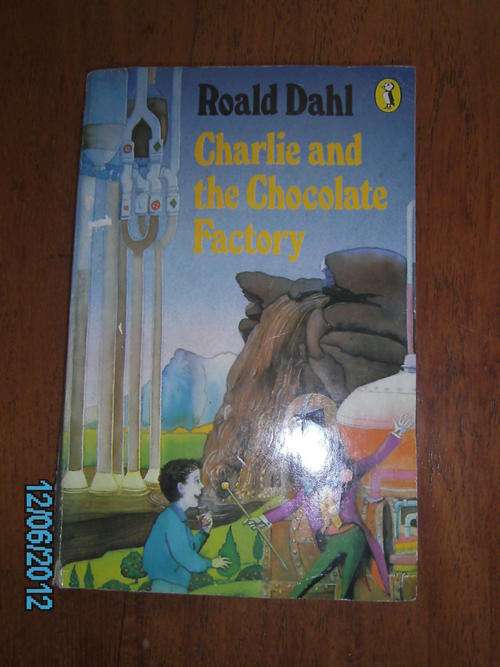 Roald Dahl
Charlie and
the Chocolate
Factory
12/06/2012